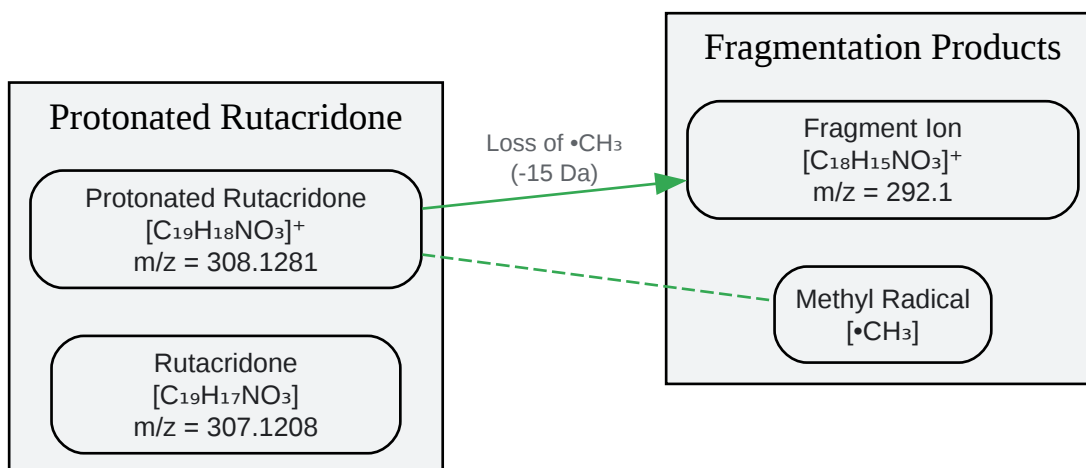 Protonated Rutacridone
Protonated Rutacridone
[C₁₉H₁₈NO₃]⁺
m/z = 308.1281
Rutacridone
[C₁₉H₁₇NO₃]
m/z = 307.1208
Loss of •CH₃
(-15 Da)
Fragmentation Products
Fragment Ion
[C₁₈H₁₅NO₃]⁺
m/z = 292.1
Methyl Radical
[•CH₃]